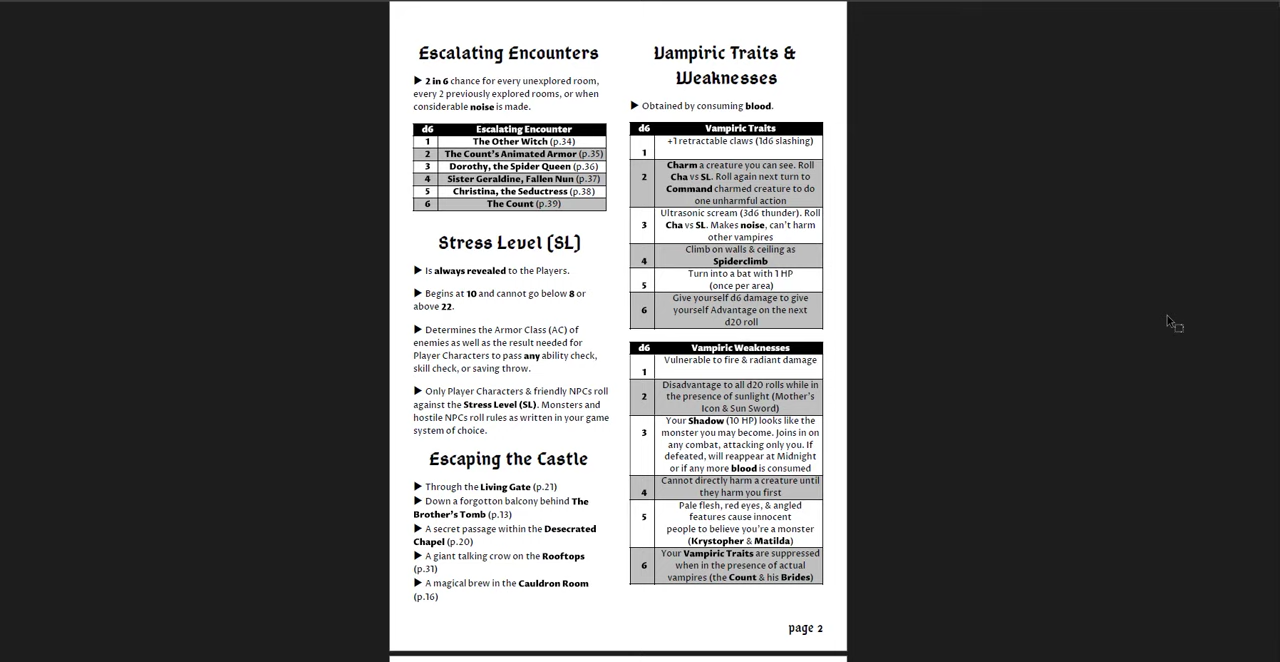 Escalating Encounters
▶ 2 in 6 chance for every unexplored room,
every 2 previously explored rooms, or when
considerable noise is made.
d6 Escalating Encounter
1 The Other Witch (p.34)
2 The Count's Animated Armor (p.35)
3 Dorothy, the Spider Queen (p.36)
4 Sister Geraldine, Fallen Nun (p.37)
5 Christina, the Seductress (p.38)
6 The Count (p.39)
Stress Level (SL)
▶ Is always revealed to the Players.
▶ Begins at 10 and cannot go below 8 or
above 22.
▶ Determines the Armor Class (AC) of
enemies as well as the result needed for
Player Characters to pass any ability check,
skill check, or saving throw.
▶ Only Player Characters & friendly NPCs roll
against the Stress Level (SL). Monsters and
hostile NPCs roll rules as written in your game
system of choice.
Escaping the Castle
▶ Through the Living Gate (p.21)
▶ Down a forgotton balcony behind The
Brother's Tomb (p.13)
▶ A secret passage within the Desecrated
Chapel (p.20)
▶ A giant talking crow on the Rooftops
(p.31)
▶ A magical brew in the Cauldron Room
(p.16)
Vampiric Traits &
Weaknesses
▶ Obtained by consuming blood.
d6 Vampiric Traits
1 +1 retractable claws (1d6 slashing)
2 Charm a creature you can see. Roll
Cha vs SL. Roll again next turn to
Command charmed creature to do
one unharmful action
3 Ultrasonic scream (3d6 thunder). Roll
Cha vs SL. Makes noise, can't harm
other vampires
4 Climb on walls & ceiling as
Spiderclimb
5 Turn into a bat with 1 HP
(once per area)
6 Give yourself d6 damage to give
yourself Advantage on the next
d20 roll
d6 Vampiric Weaknesses
1 Vulnerable to fire & radiant damage
2 Disadvantage to all d20 rolls while in
the presence of sunlight (Mother's
Icon & Sun Sword)
3 Your Shadow (10 HP) looks like the
monster you may become. Joins in on
any combat, attacking only you. If
defeated, will reappear at Midnight
or if any more blood is consumed
4 Cannot directly harm a creature until
they harm you first
5 Pale flesh, red eyes, & angled
features cause innocent
people to believe you're a monster
(Krystopher & Matilda)
6 Your Vampiric Traits are suppressed
when in the presence of actual
vampires (the Count & his Brides)
page 2